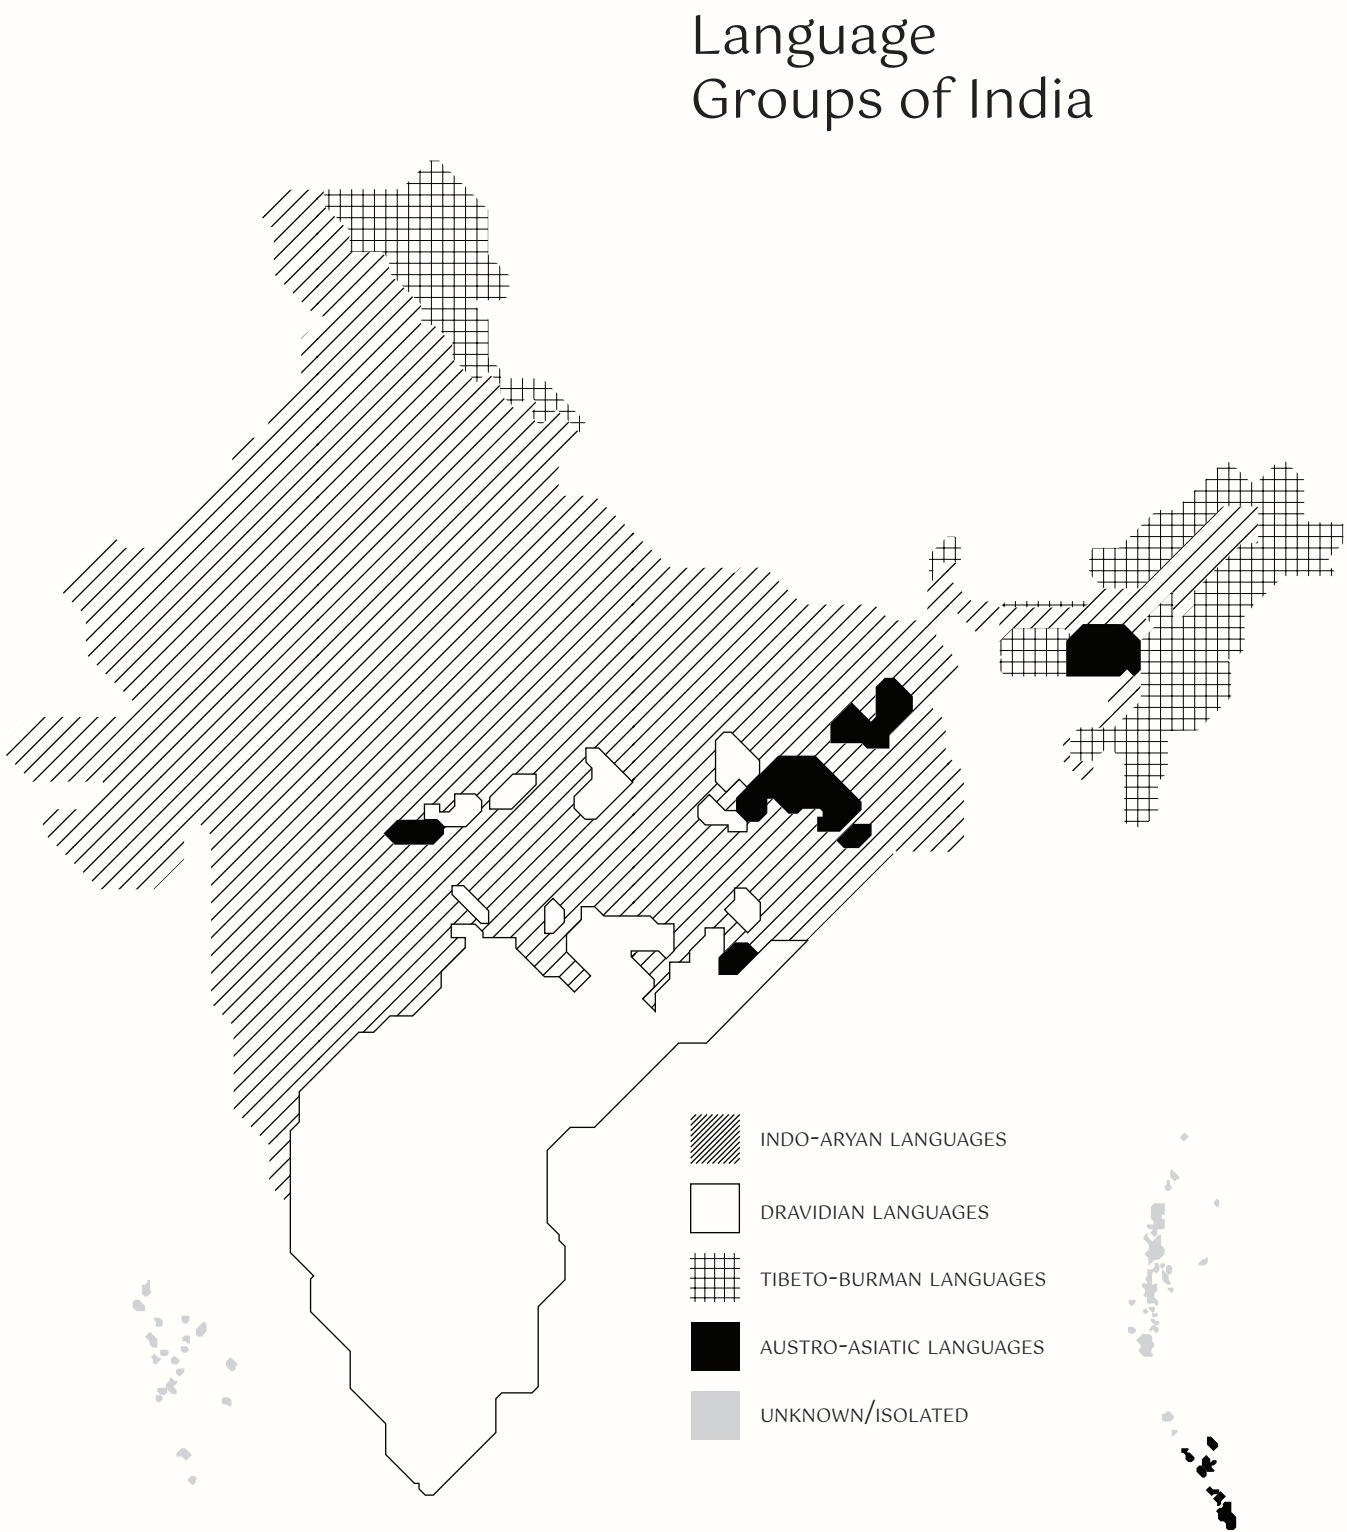 Language
Groups of India
INDO-ARYAN LANGUAGES
DRAVIDIAN LANGUAGES
TIBETO-BURMAN LANGUAGES
AUSTRO-ASIATIC LANGUAGES
UNKNOWN/ISOLATED